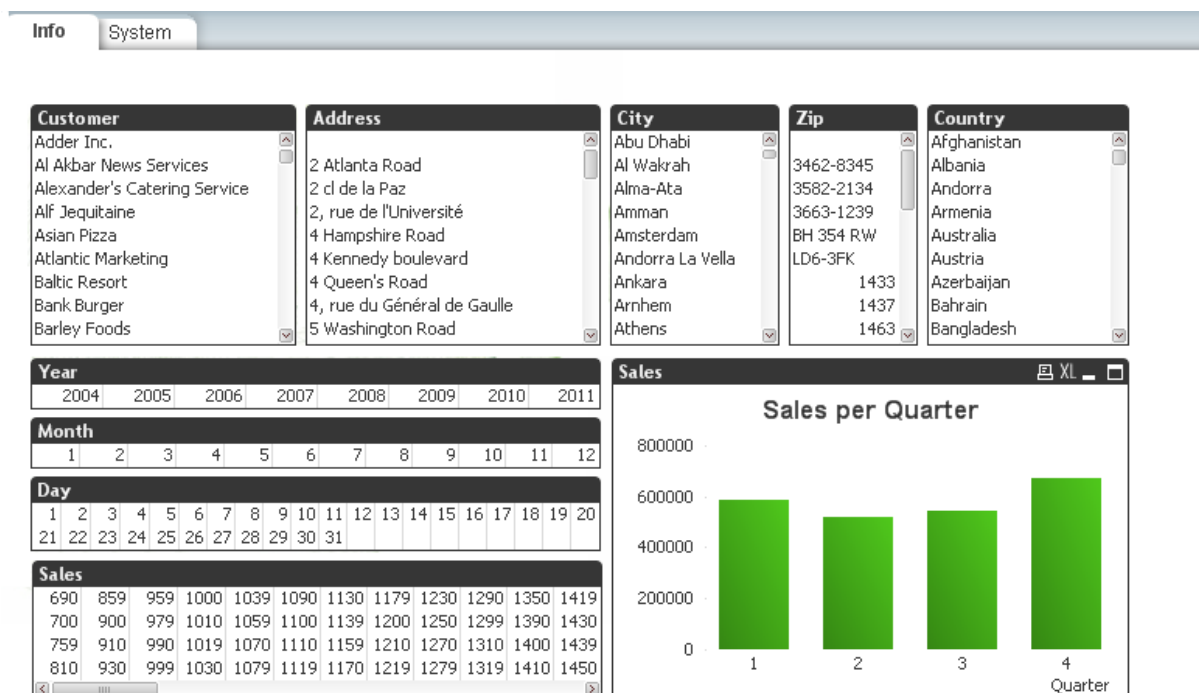 Info System
Customer
Adder Inc.
Al Akbar News Services
Alexander's Catering Service
Alf Jequitaine
Asian Pizza
Atlantic Marketing
Baltic Resort
Bank Burger
Barley Foods
Address
2 Atlanta Road
2 cl de la Paz
2, rue de l'Université
4 Hampshire Road
4 Kennedy boulevard
4 Queen's Road
4, rue du Général de Gaulle
5 Washington Road
City
Abu Dhabi
Al Wakrah
Alma-Ata
Amman
Amsterdam
Andorra La Vella
Ankara
Arnhem
Athens
Zip
3462-8345
3582-2134
3663-1239
BH 354 RW
LD6-3FK
1433
1437
1463
Country
Afghanistan
Albania
Andorra
Armenia
Australia
Austria
Azerbaijan
Bahrain
Bangladesh
Year
2004 2005 2006 2007 2008 2009 2010 2011
Month
1 2 3 4 5 6 7 8 9 10 11 12
Day
1 2 3 4 5 6 7 8 9 10 11 12 13 14 15 16 17 18 19 20
21 22 23 24 25 26 27 28 29 30 31
Sales
690 859 959 1000 1039 1090 1130 1179 1230 1290 1350 1419
700 900 979 1010 1059 1100 1139 1200 1250 1299 1390 1430
759 910 990 1019 1070 1110 1159 1210 1270 1310 1400 1439
810 930 999 1030 1079 1119 1170 1219 1279 1319 1410 1450
Sales XL
Sales per Quarter
800000
600000
400000
200000
0
1 2 3 4
Quarter